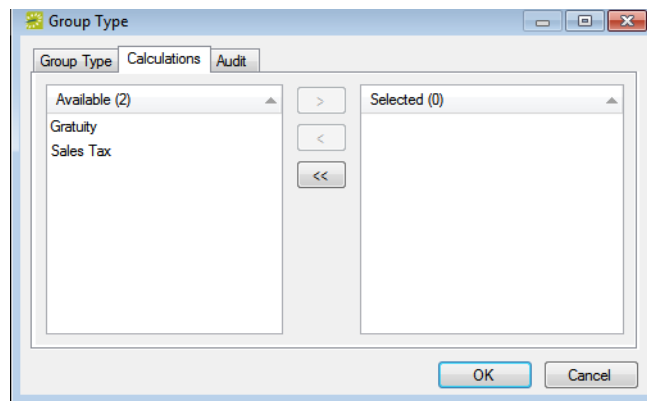 Group Type
Group Type Calculations Audit
Available (2) > Selected (0)
Gratuity
<
Sales Tax
<<
OK Cancel